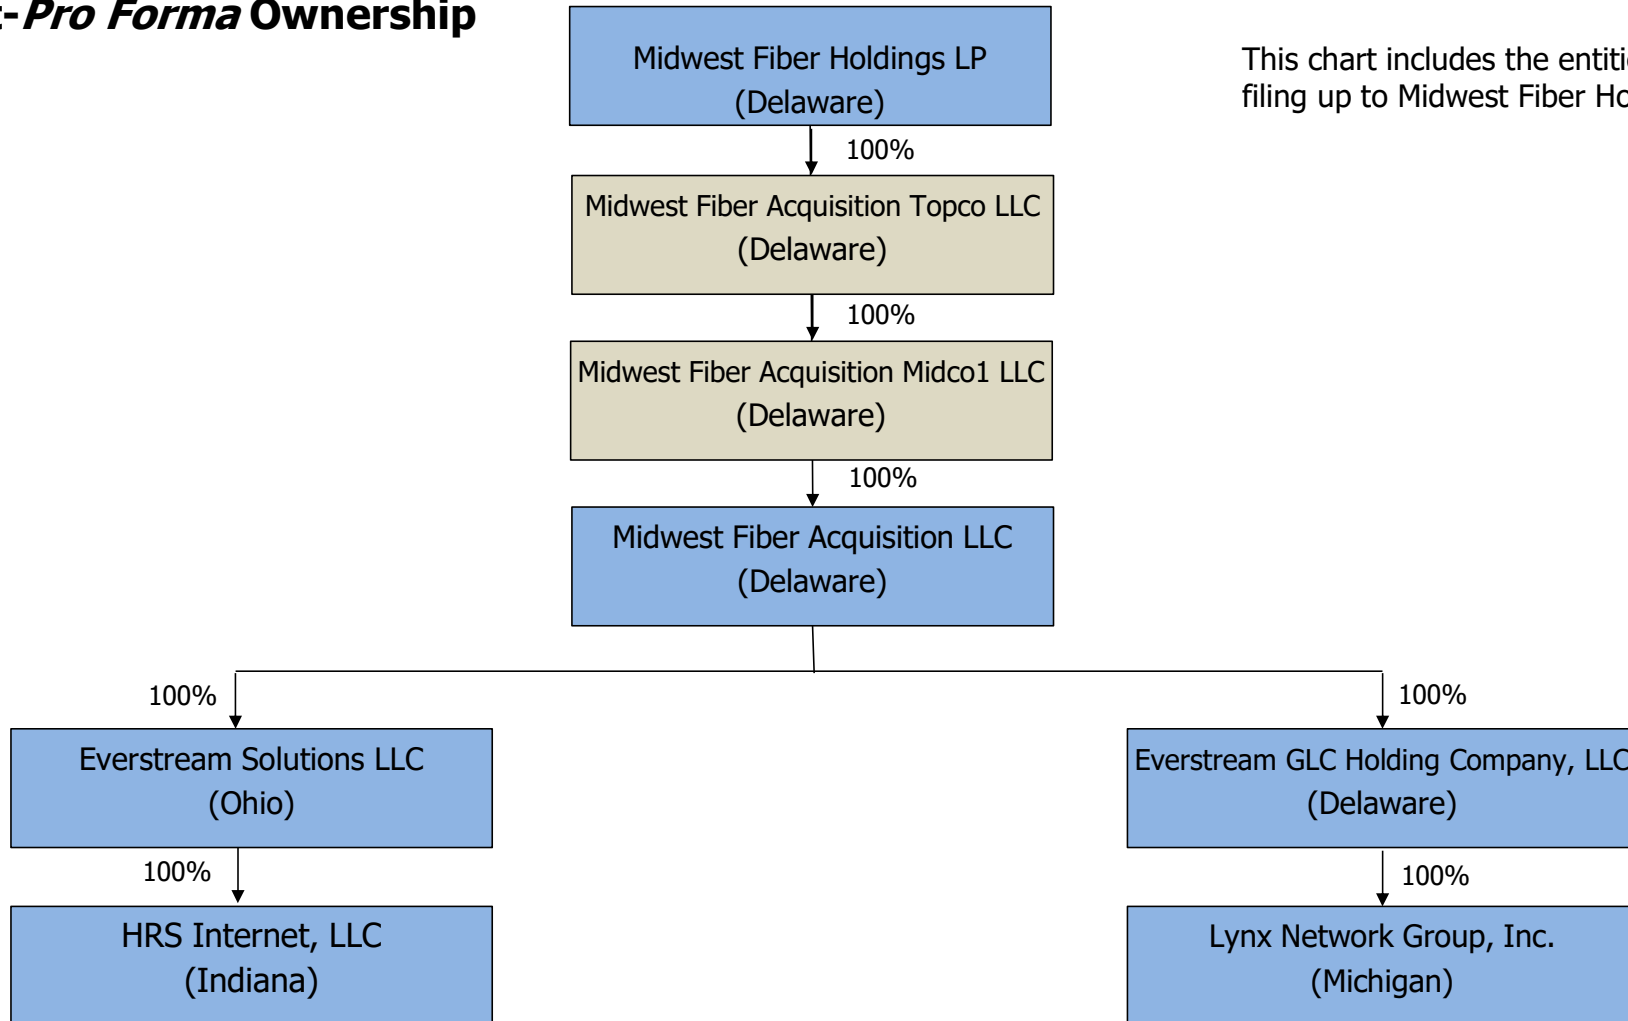 -Pro Forma Ownership
Midwest Fiber Holdings LP
(Delaware)
This chart includes the
filing up to Midwest Fiber
100%
Midwest Fiber Acquisition Topco LLC
(Delaware)
100%
Midwest Fiber Acquisition Midco1 LLC
(Delaware)
100%
Midwest Fiber Acquisition LLC
(Delaware)
100%
100%
Everstream Solutions LLC
(Ohio)
Everstream GLC Holding Company, LLC
(Delaware)
100%
100%
HRS Internet, LLC
(Indiana)
Lynx Network Group, Inc.
(Michigan)